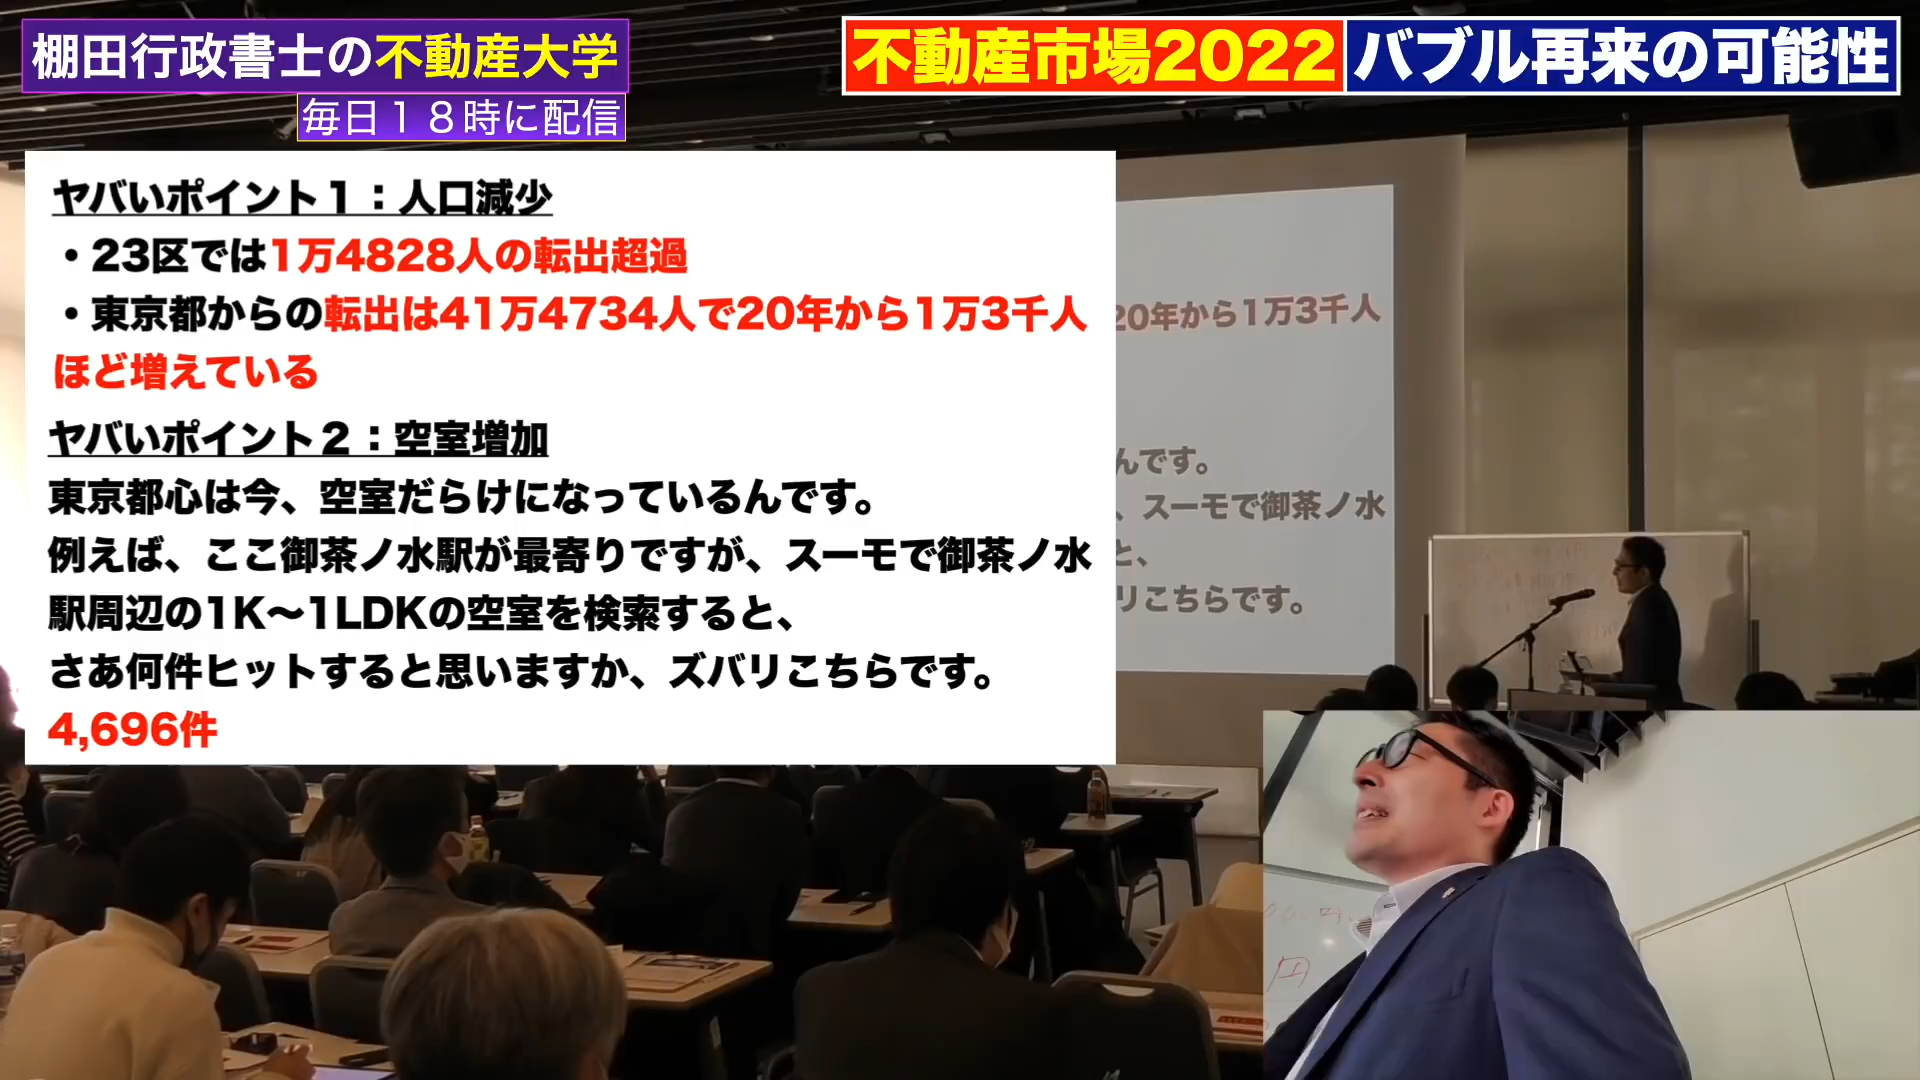 棚田行政書士の不動産大学
毎日１８時に配信
不動産市場2022 バブル再来の可能性
ヤバいポイント１：人口減少
・23区では1万4828人の転出超過
・東京都からの転出は41万4734人で20年から1万3千人
ほど増えている
ヤバいポイント２：空室増加
東京都心は今、空室だらけになっているんです。
例えば、ここ御茶ノ水駅が最寄りですが、スーモで御茶ノ水
駅周辺の1K〜1LDKの空室を検索すると、
さあ何件ヒットすると思いますか、ズバリこちらです。
4,696件
20年から1万3千人
んです。
、スーモで御茶ノ水
と、
リこちらです。